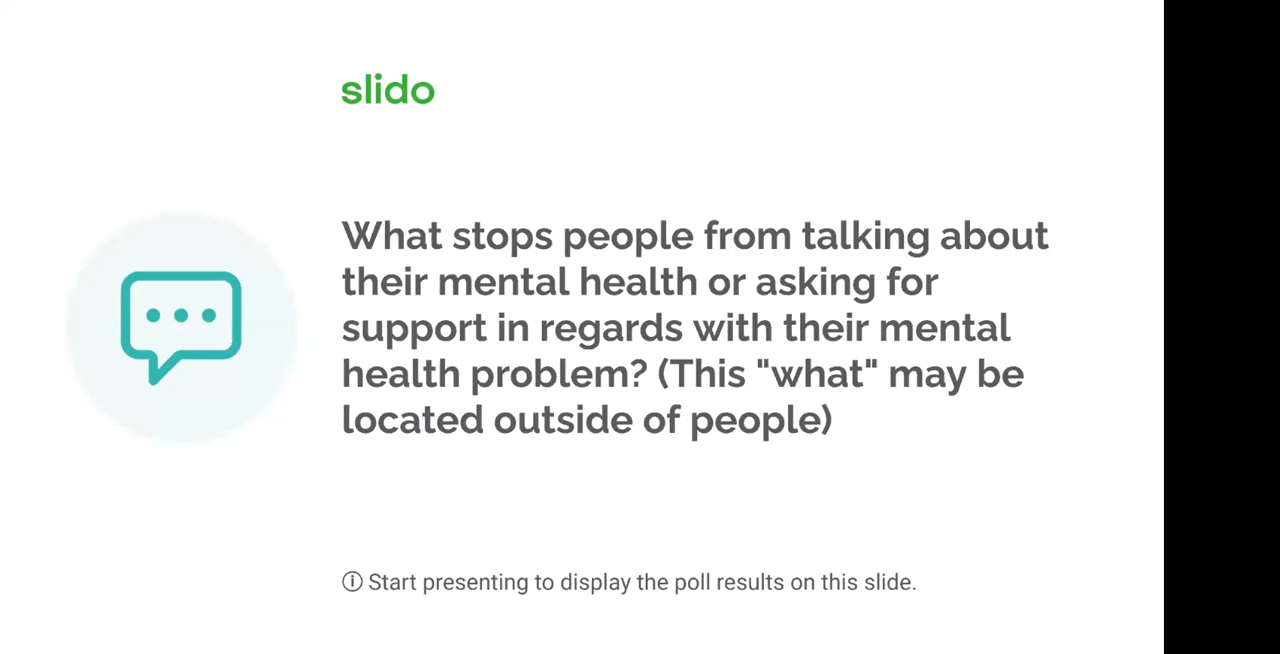 slido
What stops people from talking about
their mental health or asking for
support in regards with their mental
health problem? (This "what" may be
located outside of people)
ⓘ Start presenting to display the poll results on this slide.